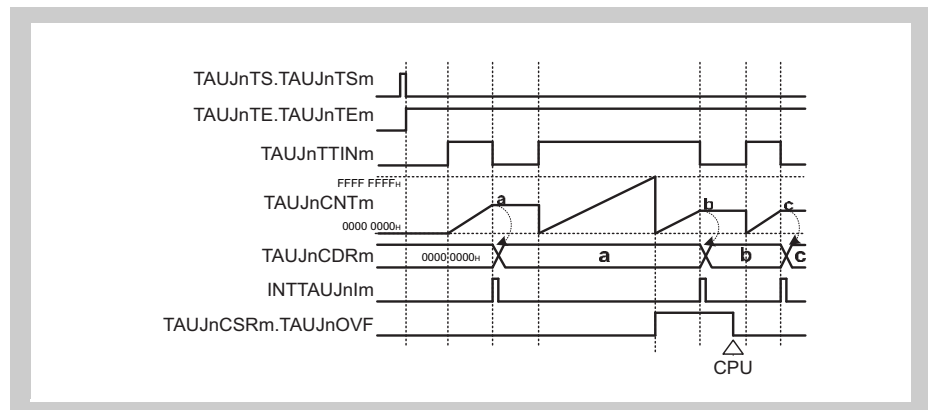 TAUJnTS.TAUJnTSm
TAUJnTE.TAUJnTEm
TAUJnTTINm
FFFF FFFFH
TAUJnCNTm
a
b
c
0000 0000H
TAUJnCDRm
0000 0000H
a
b
c
INTTAUJnIm
TAUJnCSRm.TAUJnOVF
CPU